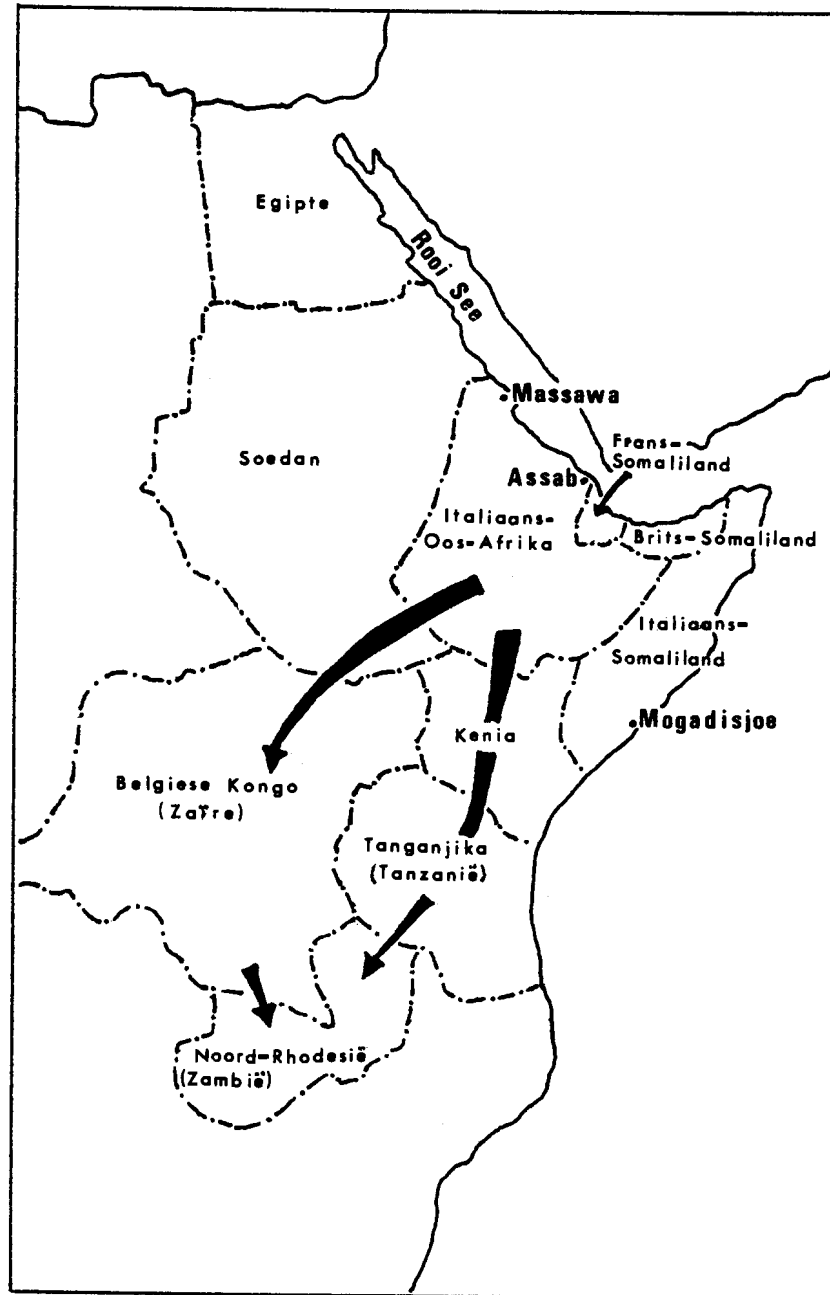 Egipte
Rooi See
Massawa
Soedan
Frans-
Somaliland
Assab
Italiaans-
Oos-Afrika
Brits-Somaliland
Italiaans-
Somaliland
Mogadisjoe
Kenia
Belgiese Kongo
(Zaïre)
Tanganjika
(Tanzanië)
Noord-Rhodesië
(Zambië)